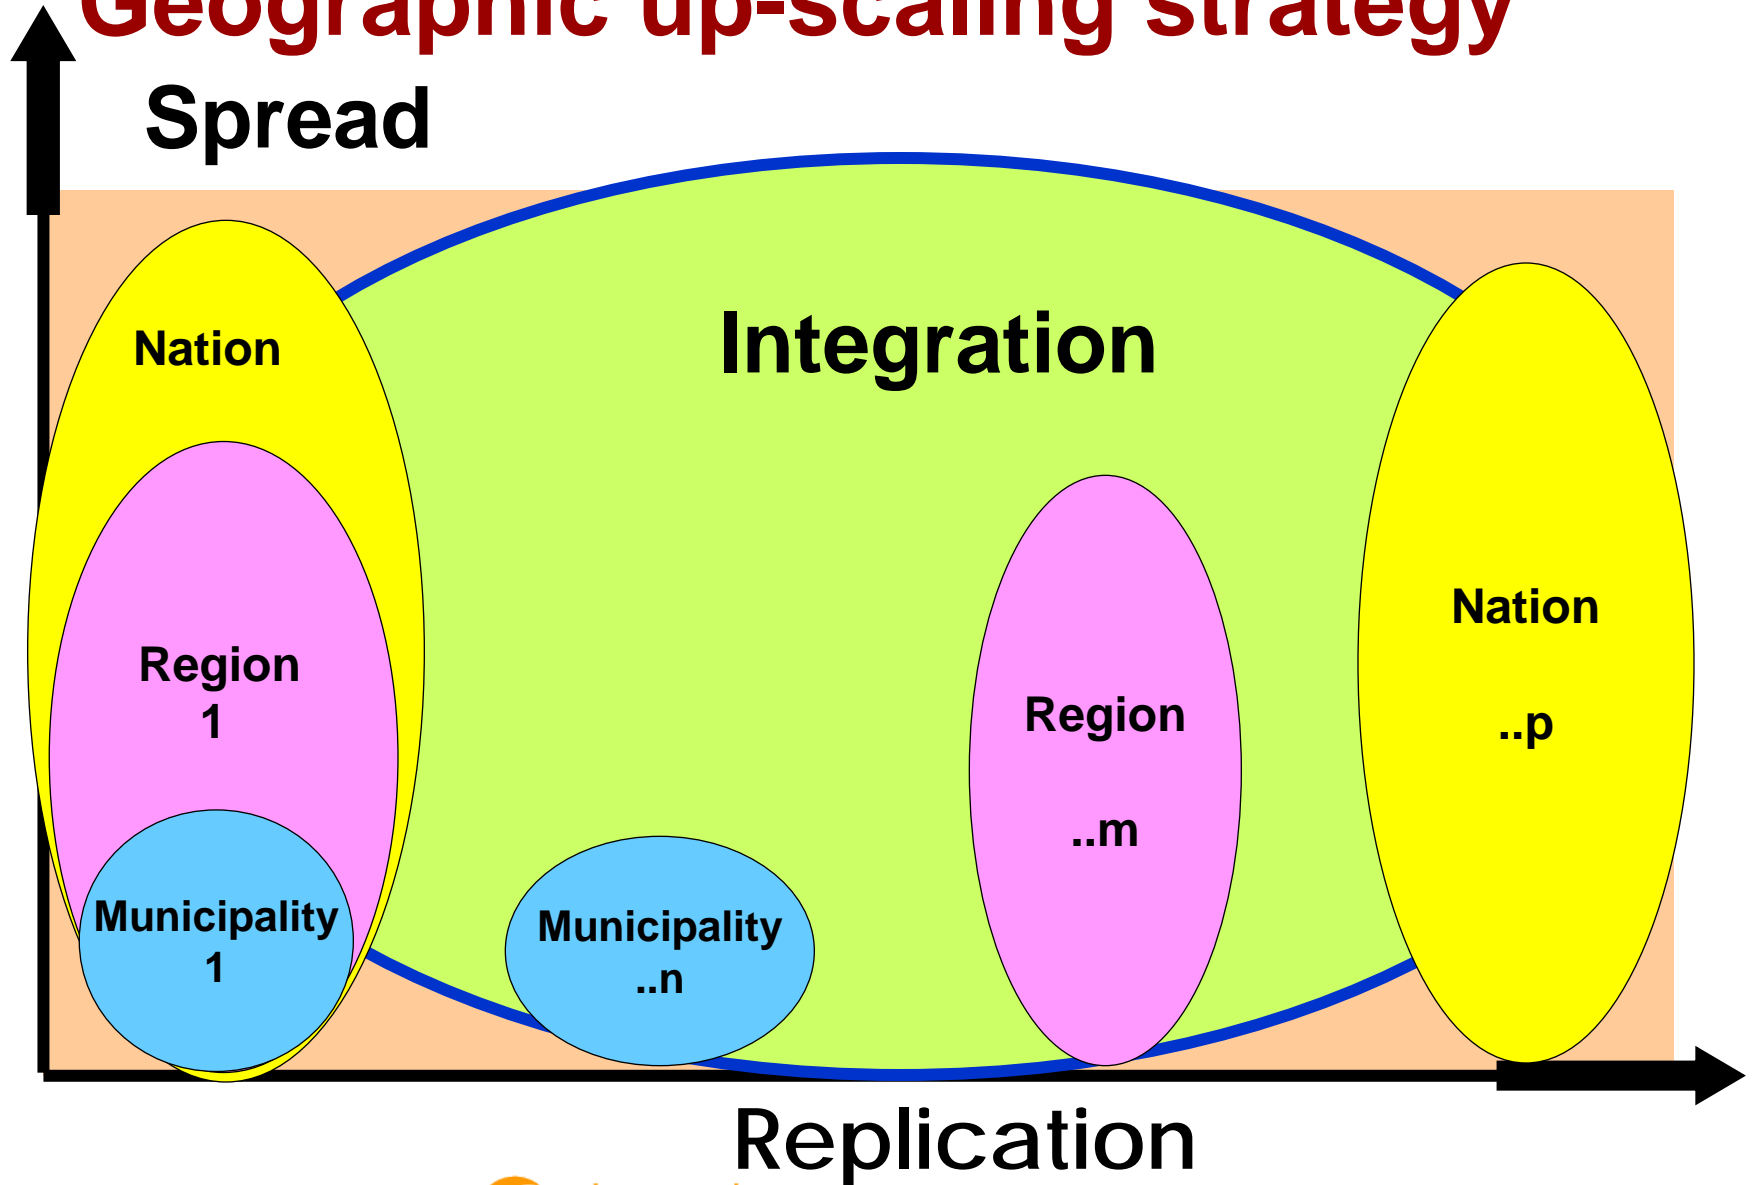 Geographic up-scaling strategy
Spread
Integration
Nation
Region
1
Municipality
1
Municipality
..n
Region
..m
Nation
..p
Replication